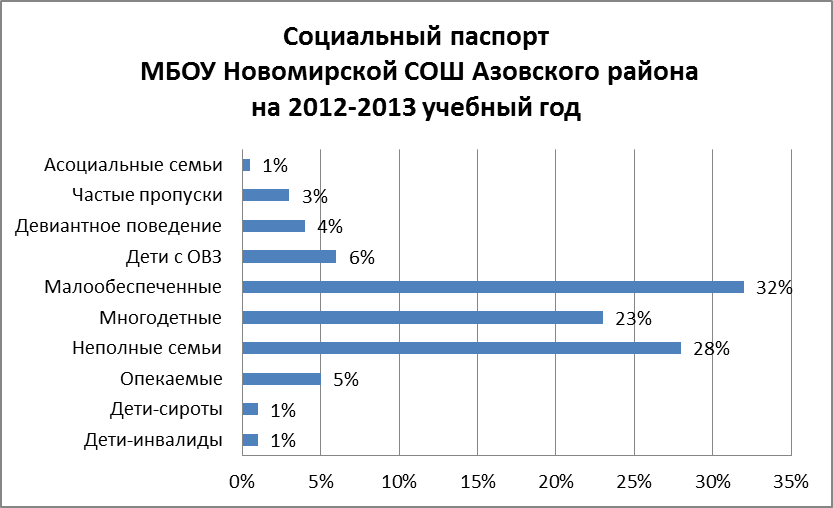 Социальный паспорт
МБОУ Новомирской СОШ Азовского района
на 2012-2013 учебный год
Асоциальные семьи 1%
Частые пропуски 3%
Девиантное поведение 4%
Дети с ОВЗ 6%
Малообеспеченные 32%
Многодетные 23%
Неполные семьи 28%
Опекаемые 5%
Дети-сироты 1%
Дети-инвалиды 1%
0% 5% 10% 15% 20% 25% 30% 35%